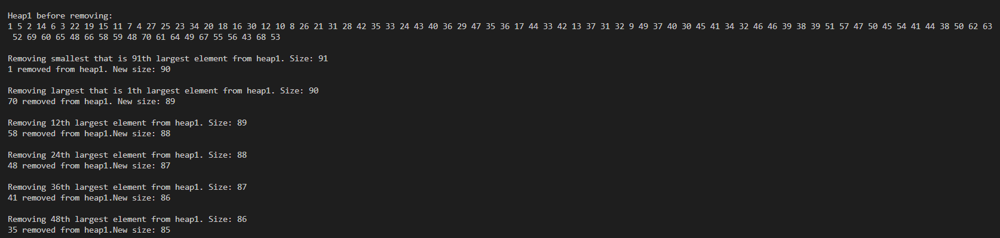 Heap1 before removing:
1 5 2 14 6 3 22 19 15 11 7 4 27 25 23 34 20 18 16 30 12 10 8 26 21 31 28 42 35 33 24 43 40 36 29 47 35 36 17 44 33 42 13 37 31 32 9 49 37 40 30 45 41 34 32 46 46 39 38 39 51 57 47 50 45 54 41 44 38 50 62 63
52 69 60 65 48 66 58 59 48 70 61 64 49 67 55 56 43 68 53
Removing smallest that is 91th largest element from heap1. Size: 91
1 removed from heap1. New size: 90
Removing largest that is 1th largest element from heap1. Size: 90
70 removed from heap1. New size: 89
Removing 12th largest element from heap1. Size: 89
58 removed from heap1.New size: 88
Removing 24th largest element from heap1. Size: 88
48 removed from heap1.New size: 87
Removing 36th largest element from heap1. Size: 87
41 removed from heap1.New size: 86
Removing 48th largest element from heap1. Size: 86
35 removed from heap1.New size: 85